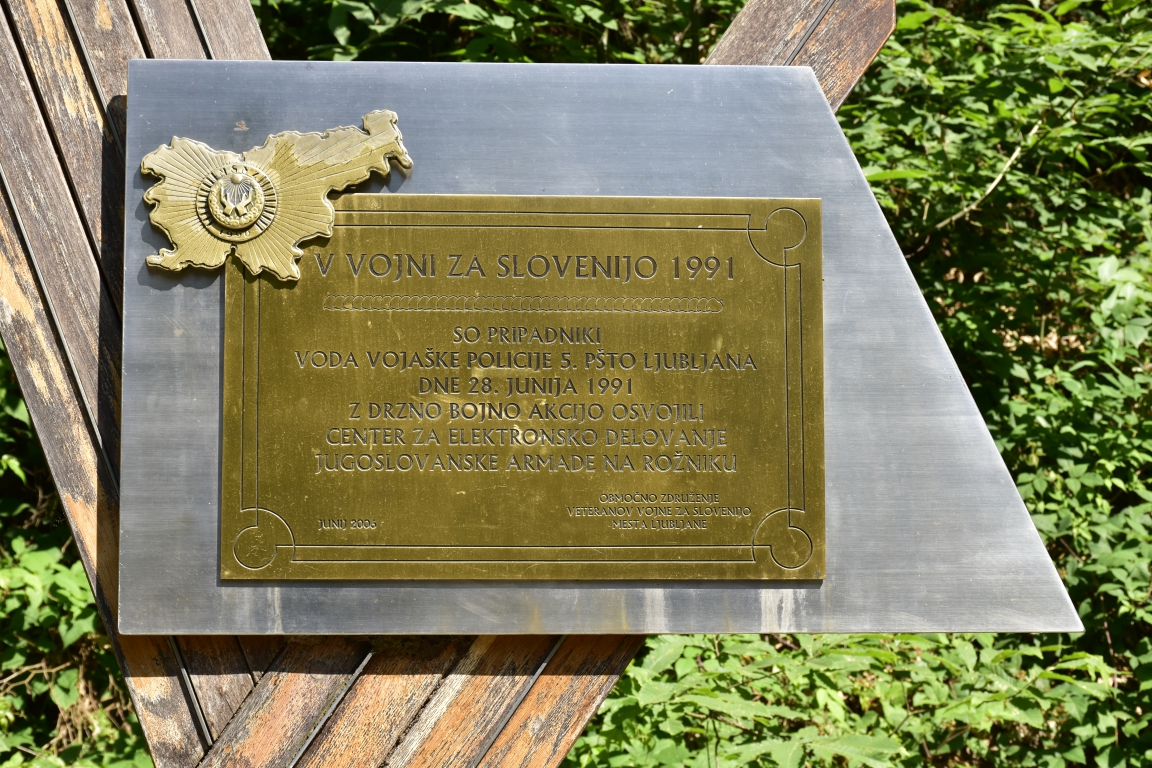 V VOJNI ZA SLOVENIJO 1991
SO PRIPADNIKI
VODA VOJAŠKE POLICIJE 5. PŠTO LJUBLJANA
DNE 28. JUNIJA 1991
Z DRZNO BOJNO AKCIJO OSVOJILI
CENTER ZA ELEKTRONSKO DELOVANJE
JUGOSLOVANSKE ARMADE NA ROŽNIKU
OBMOČNO ZDRUŽENJE
VETERANOV VOJNE ZA SLOVENIJO
MESTA LJUBLJANE
JUNIJ 2006